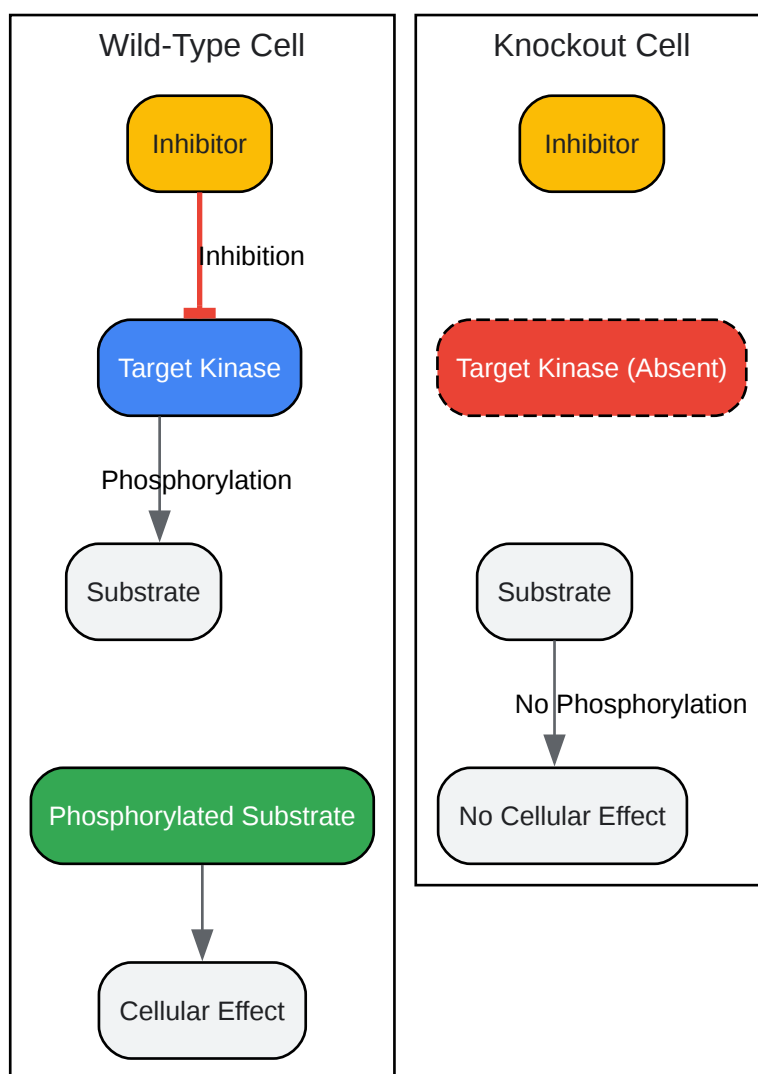 Wild-Type Cell
Inhibitor
Inhibition
Target Kinase
Phosphorylation
Substrate
Phosphorylated Substrate
Cellular Effect
Knockout Cell
Inhibitor
Target Kinase (Absent)
Substrate
No Phosphorylation
No Cellular Effect